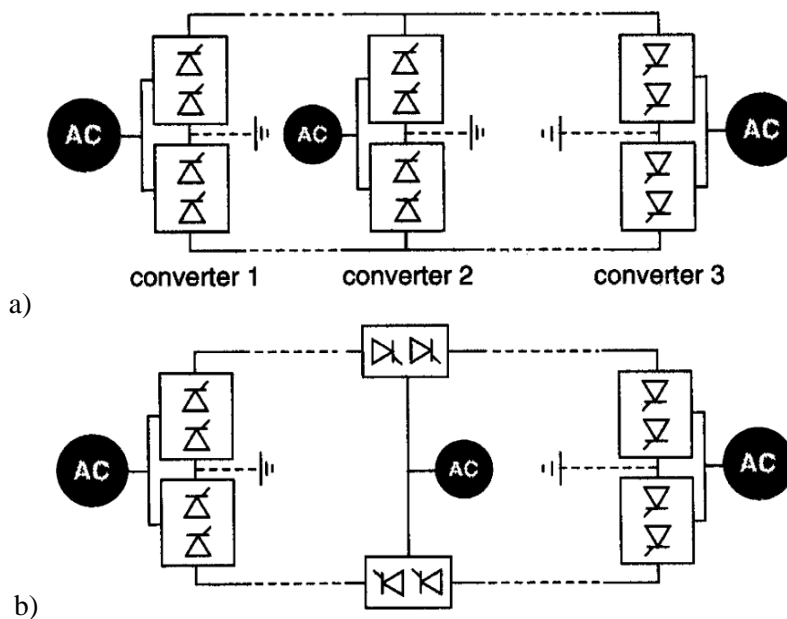 AC AC AC
converter 1 converter 2 converter 3
a)
AC AC AC
b)